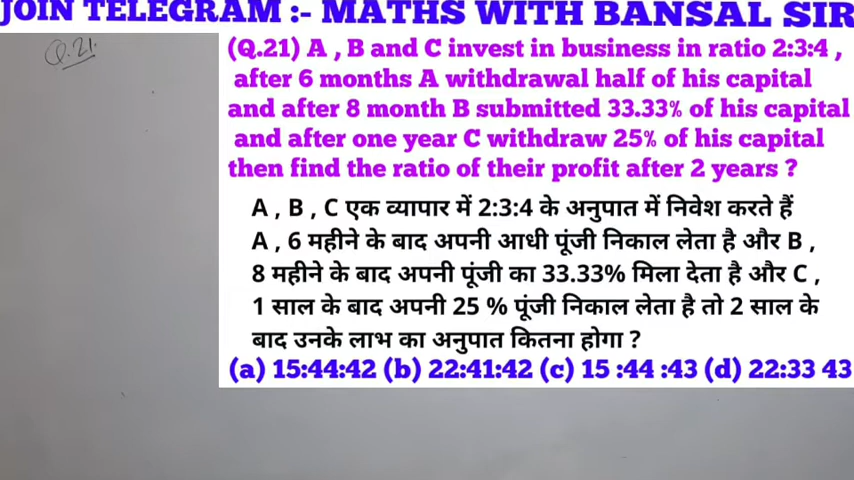 JOIN TELEGRAM :- MATHS WITH BANSAL SIR
Q.21.
(Q.21) A , B and C invest in business in ratio 2:3:4 ,
after 6 months A withdrawal half of his capital
and after 8 month B submitted 33.33% of his capital
and after one year C withdraw 25% of his capital
then find the ratio of their profit after 2 years ?
A , B , C एक व्यापार में 2:3:4 के अनुपात में निवेश करते हैं
A , 6 महीने के बाद अपनी आधी पूंजी निकाल लेता है और B ,
8 महीने के बाद अपनी पूंजी का 33.33% मिला देता है और C ,
1 साल के बाद अपनी 25 % पूंजी निकाल लेता है तो 2 साल के
बाद उनके लाभ का अनुपात कितना होगा ?
(a) 15:44:42 (b) 22:41:42 (c) 15 :44 :43 (d) 22:33 43